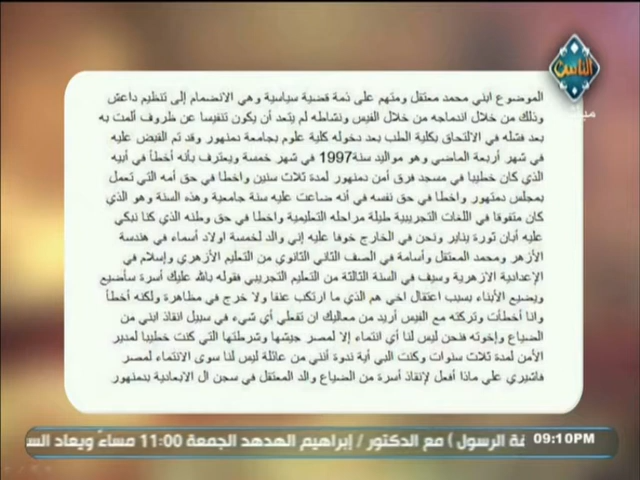 الناس
الموضوع ابني محمد معتقل ومتهم على ذمة قضية سياسية وهي الانضمام إلى تنظيم داعش
وذلك من خلال اندماجه من خلال الفيس ونشاطه لم يتعد أن يكون تنفيسا عن ظروف ألمت به
بعد فشله في الالتحاق بكلية الطب بعد دخوله كلية علوم بجامعة دمنهور وقد تم القبض عليه
في شهر أربعة الماضي وهو مواليد سنة1997 في شهر خمسة ويعترف بأنه أخطأ في أبيه
الذي كان خطيبا في مسجد فرق أمن دمنهور لمدة ثلاث سنين واخطا في حق أمه التي تعمل
بمجلس دمنهور واخطا في حق نفسه في أنه ضاعت عليه سنة جامعية وهذه السنة وهو الذي
كان متفوقا في اللغات التجريبية طيلة مراحله التعليمية واخطا في حق وطنه الذي كنا نبكي
عليه أبان ثورة يناير ونحن في الخارج خوفا عليه إني والد لخمسة اولاد أسماء في هندسة
الأزهر ومحمد المعتقل وأسامة في الصف الثاني الثانوي من التعليم الأزهري وإسلام في
الإعدادية الازهرية وسيف في السنة الثالثة من التعليم التجريبي فقوله بالله عليك أسرة سأضيع
ويضيع الأبناء بسبب اعتقال اخي هم الذي ما ارتكب عنفا ولا خرج في مظاهرة ولكنه أخطأ
وانا أخطأت وتركته مع الفيس أريد من معاليك ان تفعلي أي شيء في سبيل انقاذ ابني من
الضياع وإخوته فنحن ليس لنا أي انتماء إلا لمصر جيشها وشرطتها التي كنت خطيبا لمدير
الأمن لمدة ثلاث سنوات وكنت البي أية ندوة أنني من عائلة ليس لنا سوى الانتماء لمصر
فاشيري علي ماذا أفعل لإنقاذ أسرة من الضياع والد المعتقل في سجن ال الابعادية بدمنهور
فة الرسول ) مع الدكتور / إبراهيم الهدهد الجمعة 11:00 مساءً ويعاد الس
09:10PM